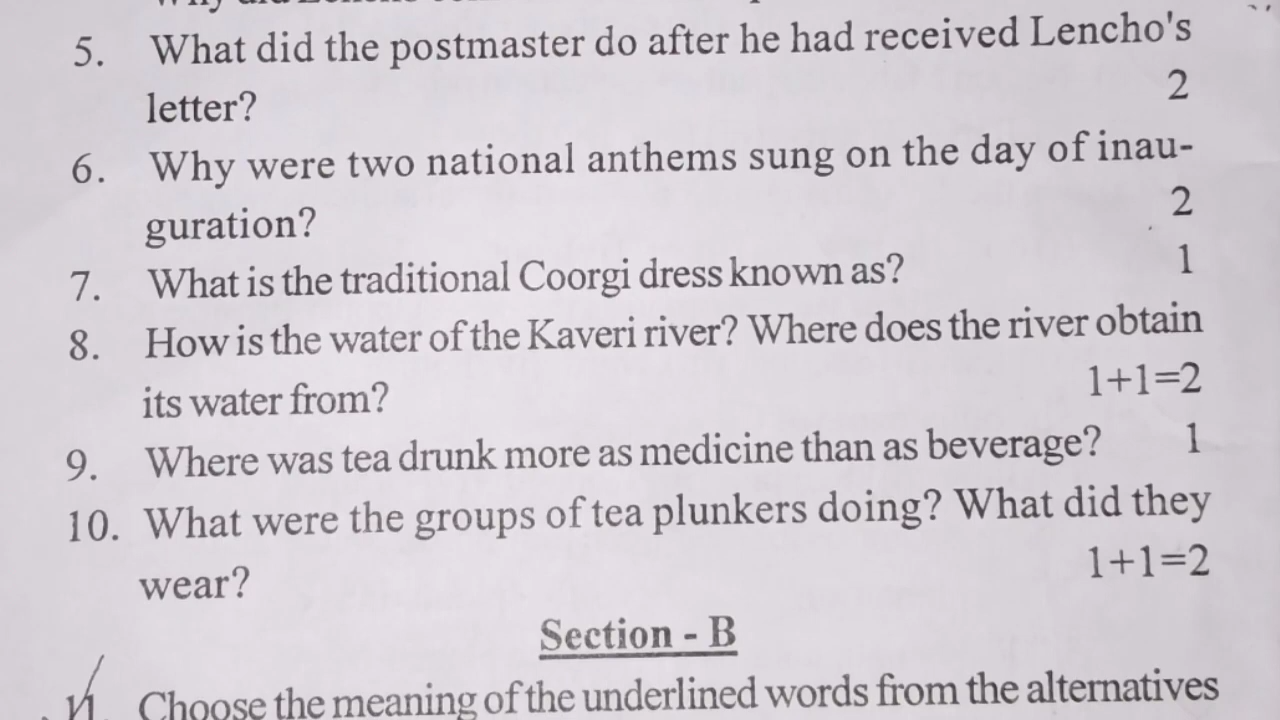 5. What did the postmaster do after he had received Lencho's
letter? 2
6. Why were two national anthems sung on the day of inau-
guration? 2
7. What is the traditional Coorgi dress known as? 1
8. How is the water of the Kaveri river? Where does the river obtain
its water from? 1+1=2
9. Where was tea drunk more as medicine than as beverage? 1
10. What were the groups of tea plunkers doing? What did they
wear? 1+1=2
Section - B
Choose the meaning of the underlined words from the alternatives